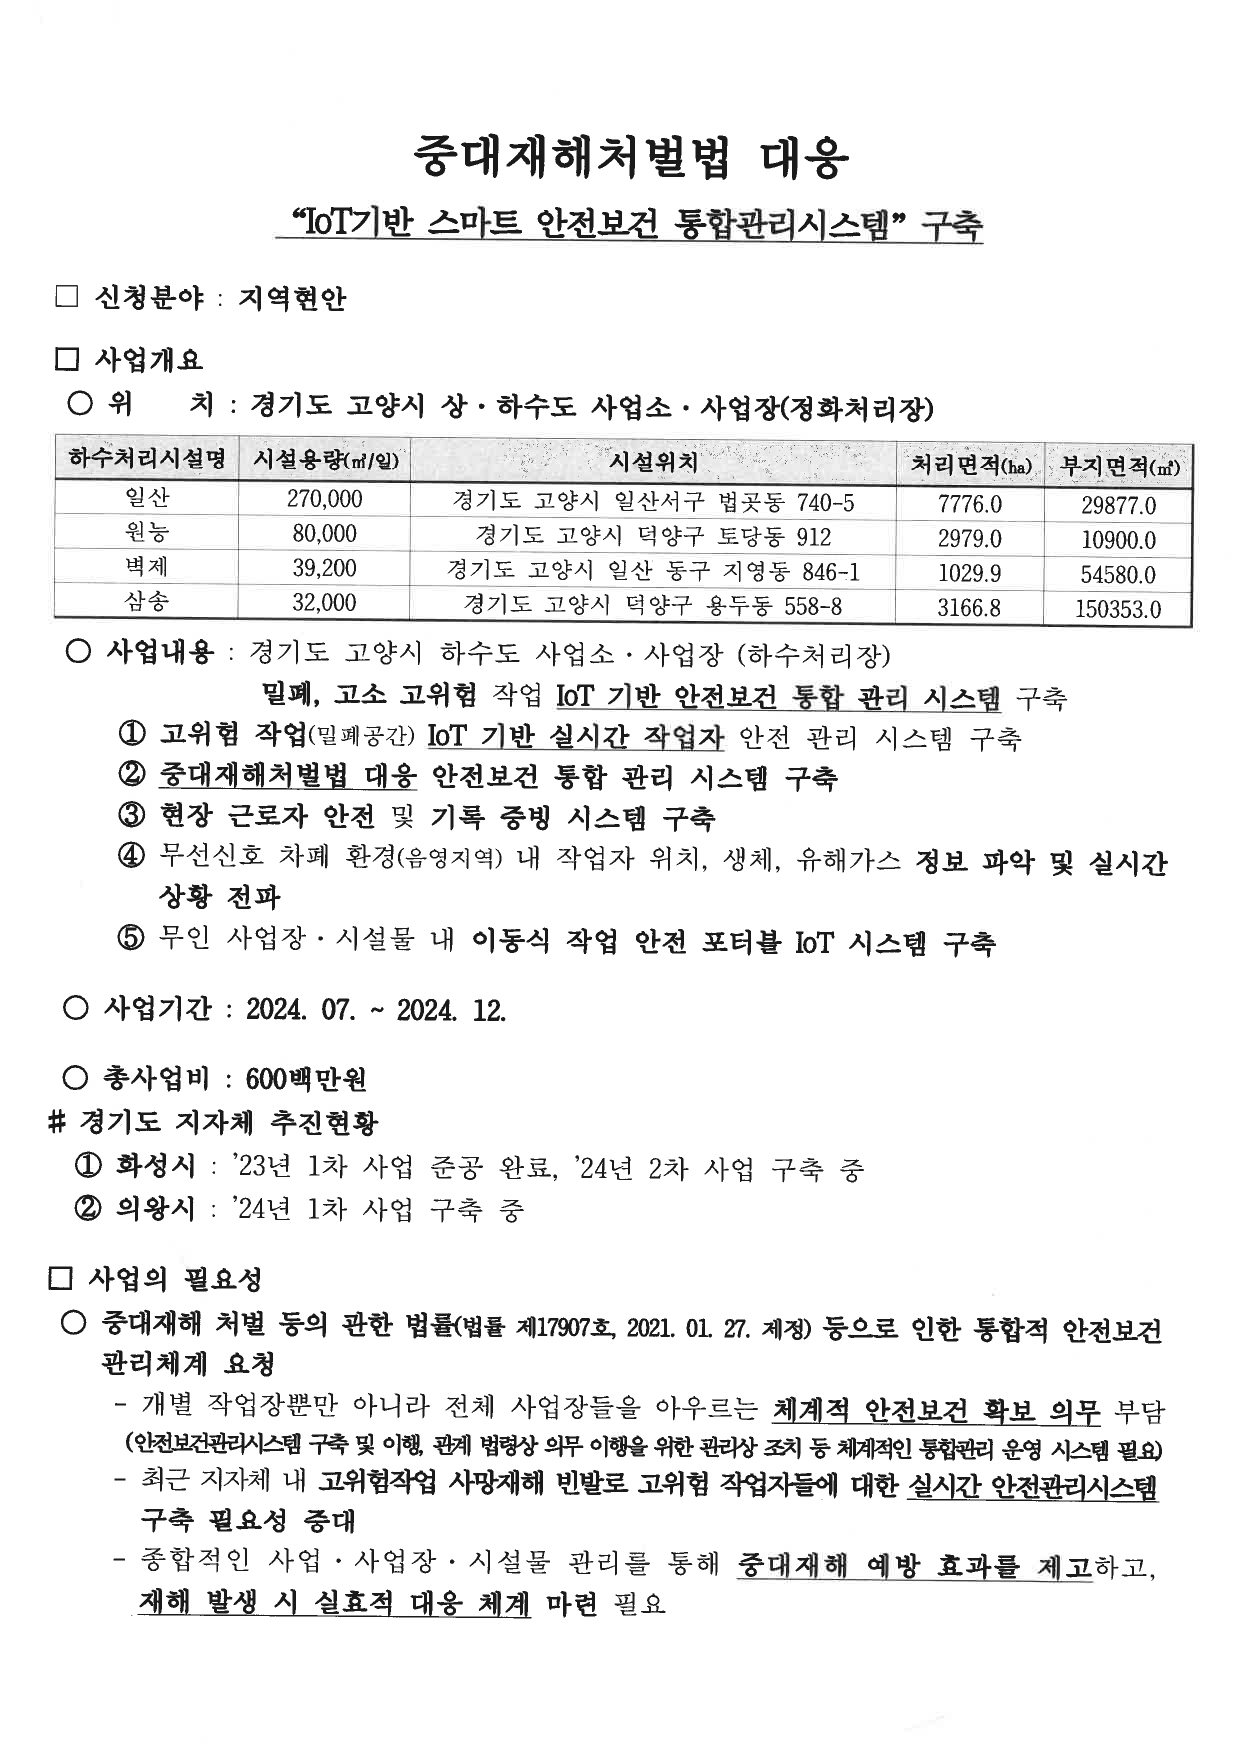 중대재해처벌법 대응
“IoT기반 스마트 안전보건 통합관리시스템” 구축
□ 신청분야 : 지역현안
□ 사업개요
○ 위 치 : 경기도 고양시 상·하수도 사업소·사업장(정화처리장)
하수처리시설명 시설용량(㎥/일) 시설위치 처리면적(㏊) 부지면적(㎡)
일산 270,000 경기도 고양시 일산서구 법곳동 740-5 7776.0 29877.0
원능 80,000 경기도 고양시 덕양구 토당동 912 2979.0 10900.0
벽제 39,200 경기도 고양시 일산 동구 지영동 846-1 1029.9 54580.0
삼송 32,000 경기도 고양시 덕양구 용두동 558-8 3166.8 150353.0
○ 사업내용 : 경기도 고양시 하수도 사업소·사업장 (하수처리장)
밀폐, 고소 고위험 작업 IoT 기반 안전보건 통합 관리 시스템 구축
① 고위험 작업(밀폐공간) IoT 기반 실시간 작업자 안전 관리 시스템 구축
② 중대재해처벌법 대응 안전보건 통합 관리 시스템 구축
③ 현장 근로자 안전 및 기록 증빙 시스템 구축
④ 무선신호 차폐 환경(음영지역) 내 작업자 위치, 생체, 유해가스 정보 파악 및 실시간
상황 전파
⑤ 무인 사업장·시설물 내 이동식 작업 안전 포터블 IoT 시스템 구축
○ 사업기간 : 2024. 07. ~ 2024. 12.
○ 총사업비 : 600백만원
# 경기도 지자체 추진현황
① 화성시 : ’23년 1차 사업 준공 완료, ’24년 2차 사업 구축 중
② 의왕시 : ’24년 1차 사업 구축 중
□ 사업의 필요성
○ 중대재해 처벌 등의 관한 법률(법률 제17907호, 2021. 01. 27. 제정) 등으로 인한 통합적 안전보건
관리체계 요청
- 개별 작업장뿐만 아니라 전체 사업장들을 아우르는 체계적 안전보건 확보 의무 부담
(안전보건관리시스템 구축 및 이행, 관계 법령상 의무 이행을 위한 관리상 조치 등 체계적인 통합관리 운영 시스템 필요)
- 최근 지자체 내 고위험작업 사망재해 빈발로 고위험 작업자들에 대한 실시간 안전관리시스템
구축 필요성 증대
- 종합적인 사업·사업장·시설물 관리를 통해 중대재해 예방 효과를 제고하고,
재해 발생 시 실효적 대응 체계 마련 필요